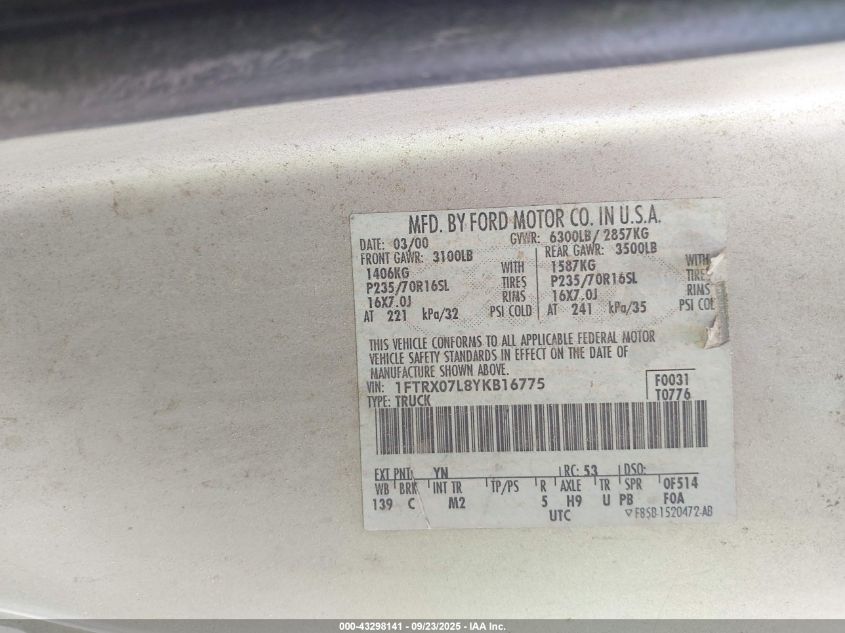 MFD. BY FORD MOTOR CO. IN U.S.A.
DATE: 03/00 GVWR: 6300LB/ 2857KG
FRONT GAWR: 3100LB REAR GAWR: 3500LB
1406KG WITH 1587KG WITH
P235/70R16SL TIRES P235/70R16SL TIRES
16X7.0J RIMS 16X7.0J RIMS
AT 221 kPa/32 PSI COLD AT 241 kPa/35 PSI COL
THIS VEHICLE CONFORMS TO ALL APPLICABLE FEDERAL MOTOR
VEHICLE SAFETY STANDARDS IN EFFECT ON THE DATE OF
MANUFACTURE SHOWN ABOVE.
VIN: 1FTRX07L8YKB16775 F0031
TYPE: TRUCK T0776
EXT PNT: YN RC: 53 DSO:
WB BRK INT TR TP/PS R AXLE TR SPR 0F514
139 C M2 5 H9 U PB F0A
UTC ▽ F85B-1520472-AB
000-43298141 - 09/23/2025 - IAA Inc.